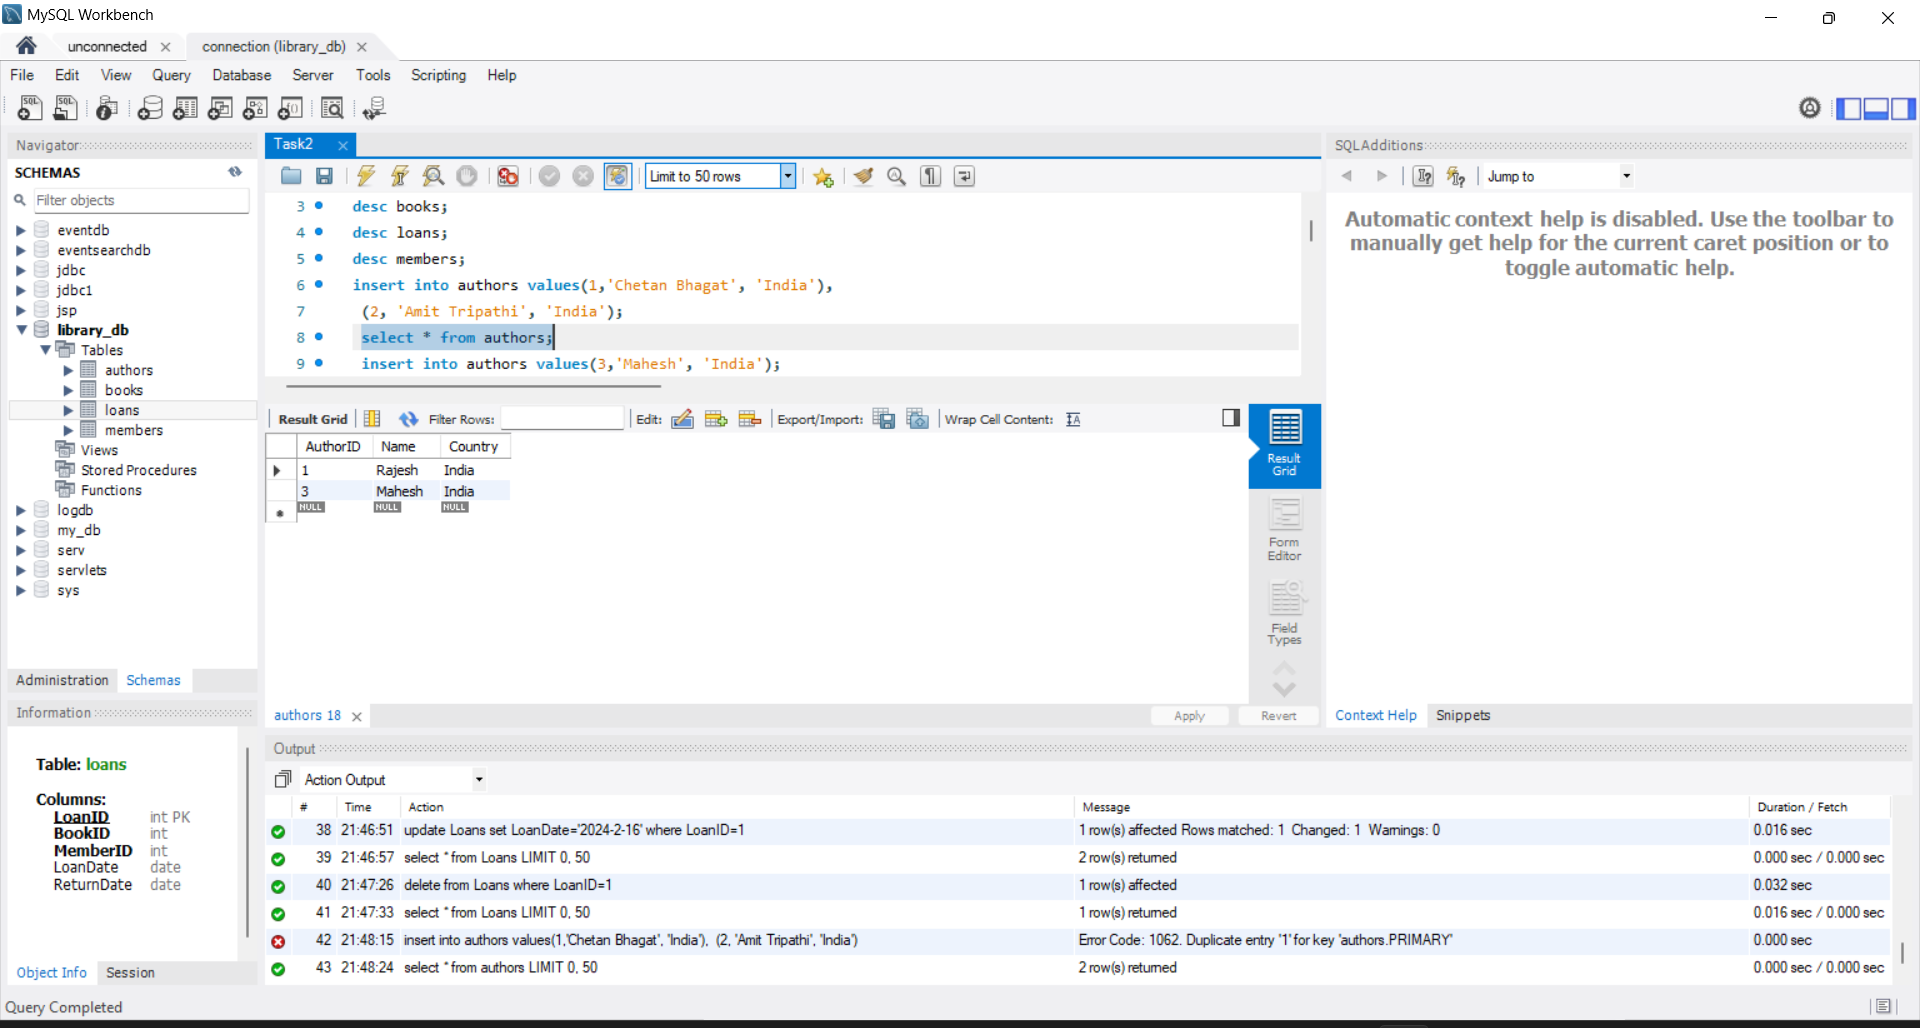 MySQL Workbench
unconnected
connection (library_db)
File Edit View Query Database Server Tools Scripting Help
Navigator
SCHEMAS
Filter objects
eventdb
eventsearchdb
jdbc
jdbc1
jsp
library_db
Tables
authors
books
loans
members
Views
Stored Procedures
Functions
logdb
my_db
serv
servlets
sys
Administration Schemas
Information
Table: loans
Columns:
LoanID int PK
BookID int
MemberID int
LoanDate date
ReturnDate date
Object Info Session
Task2
Limit to 50 rows
3 desc books;
4 desc loans;
5 desc members;
6 insert into authors values(1,'Chetan Bhagat', 'India'),
7 (2, 'Amit Tripathi', 'India');
8 select * from authors;
9 insert into authors values(3,'Mahesh', 'India');
Result Grid Filter Rows: Edit: Export/Import: Wrap Cell Content:
AuthorID Name Country
1 Rajesh India
3 Mahesh India
NULL NULL NULL
Result Grid
Form Editor
Field Types
authors 18
Apply Revert
SQLAdditions
Jump to
Automatic context help is disabled. Use the toolbar to
manually get help for the current caret position or to
toggle automatic help.
Context Help Snippets
Output
Action Output
# Time Action Message Duration / Fetch
38 21:46:51 update Loans set LoanDate='2024-2-16' where LoanID=1 1 row(s) affected Rows matched: 1 Changed: 1 Warnings: 0 0.016 sec
39 21:46:57 select * from Loans LIMIT 0, 50 2 row(s) returned 0.000 sec / 0.000 sec
40 21:47:26 delete from Loans where LoanID=1 1 row(s) affected 0.032 sec
41 21:47:33 select * from Loans LIMIT 0, 50 1 row(s) returned 0.016 sec / 0.000 sec
42 21:48:15 insert into authors values(1,'Chetan Bhagat', 'India'), (2, 'Amit Tripathi', 'India') Error Code: 1062. Duplicate entry '1' for key 'authors.PRIMARY' 0.000 sec
43 21:48:24 select * from authors LIMIT 0, 50 2 row(s) returned 0.000 sec / 0.000 sec
Query Completed